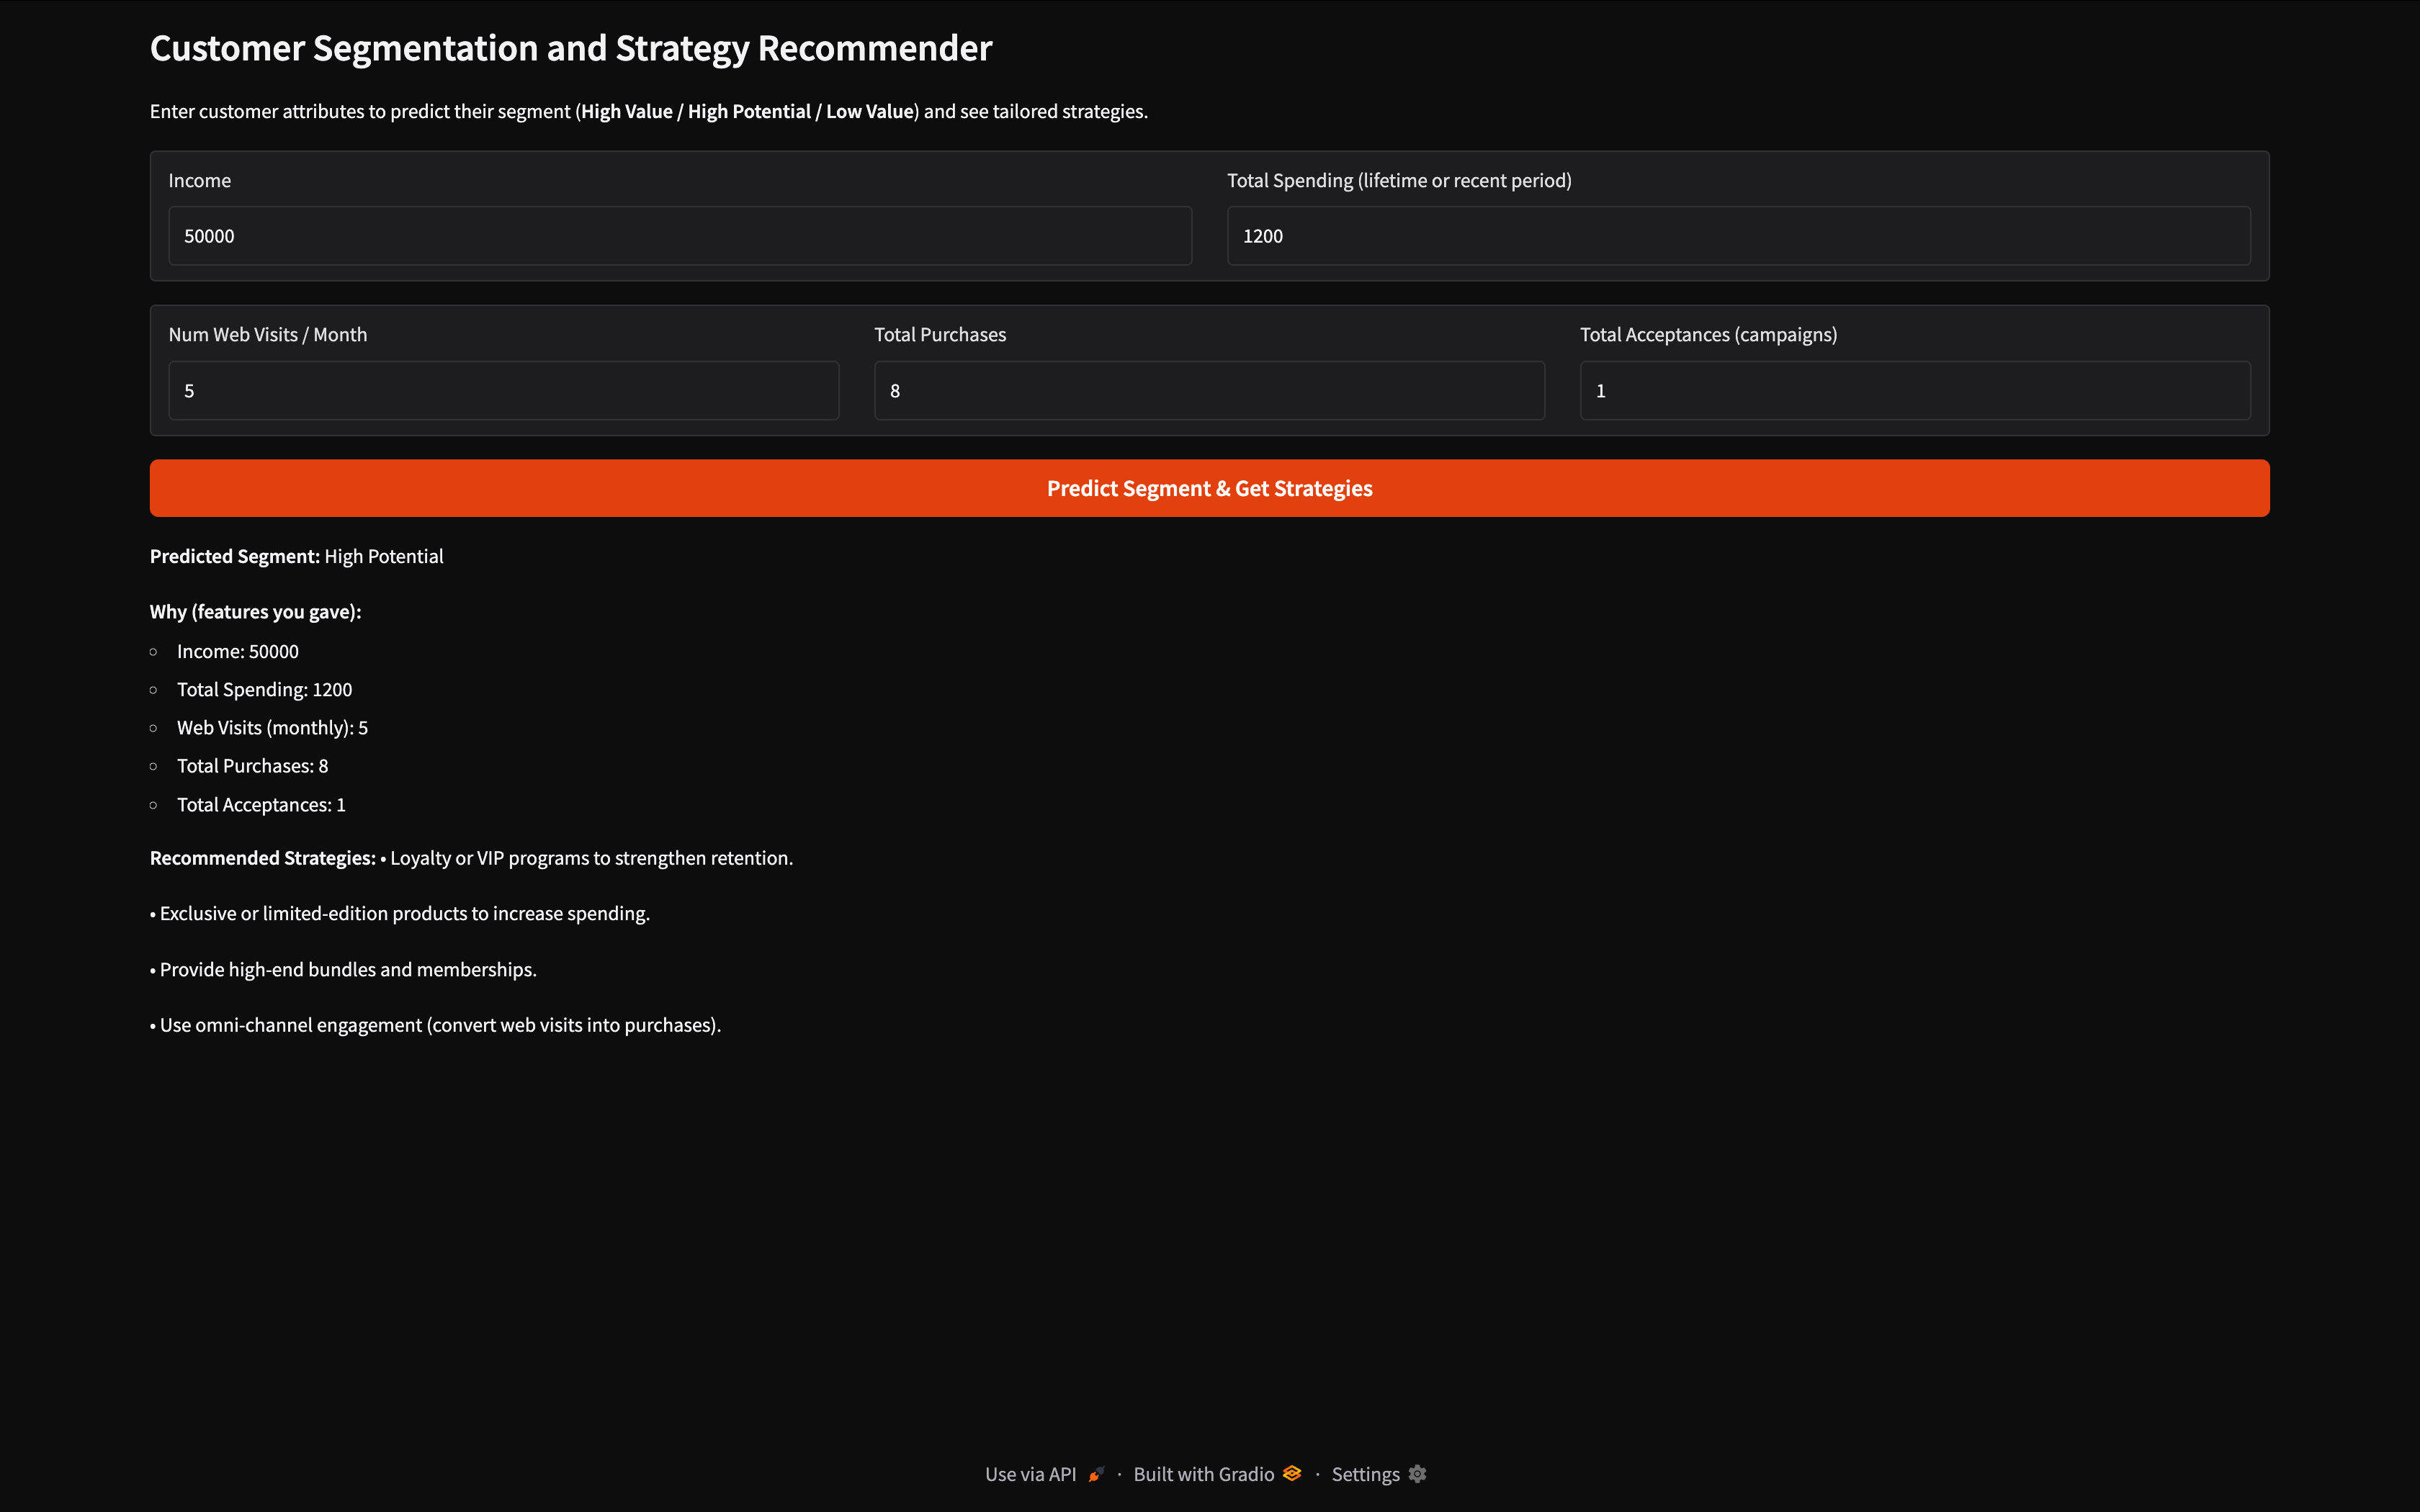 Customer Segmentation and Strategy Recommender
Enter customer attributes to predict their segment (High Value / High Potential / Low Value) and see tailored strategies.
Income
50000
Total Spending (lifetime or recent period)
1200
Num Web Visits / Month
5
Total Purchases
8
Total Acceptances (campaigns)
1
Predict Segment & Get Strategies
Predicted Segment: High Potential
Why (features you gave):
Income: 50000
Total Spending: 1200
Web Visits (monthly): 5
Total Purchases: 8
Total Acceptances: 1
Recommended Strategies: • Loyalty or VIP programs to strengthen retention.
• Exclusive or limited-edition products to increase spending.
• Provide high-end bundles and memberships.
• Use omni-channel engagement (convert web visits into purchases).
Use via API · Built with Gradio · Settings